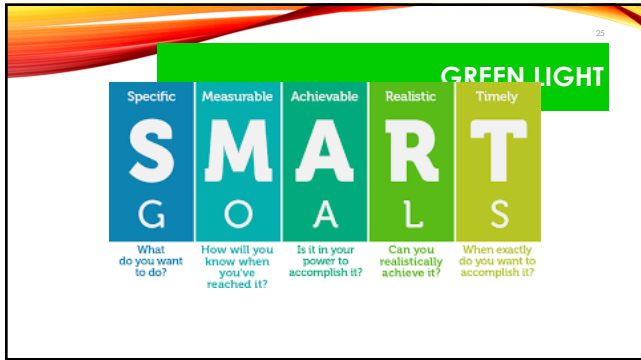 25
GREEN LIGHT
Specific Measurable Achievable Realistic Timely
S M A R T
G O A L S
What
do you want
to do?
How will you
know when
you've
reached it?
Is it in your
power to
accomplish it?
Can you
realistically
achieve it?
When exactly
do you want to
accomplish it?